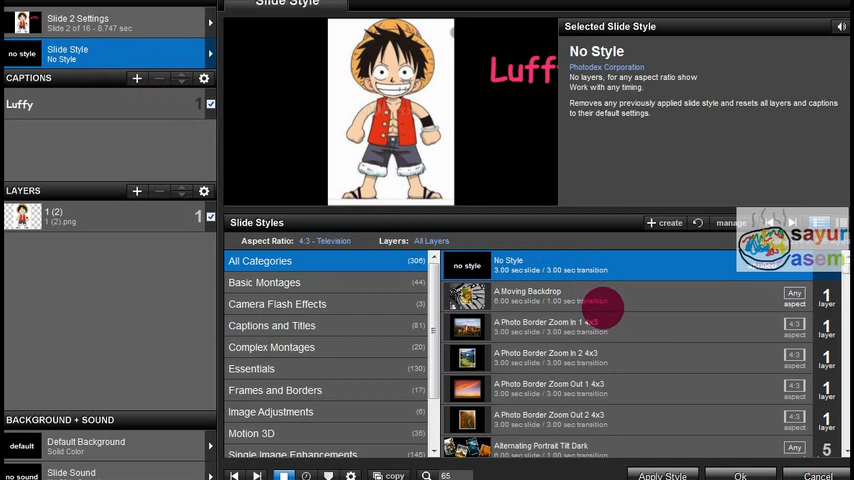 Slide Style
Slide 2 Settings
Slide 2 of 16 - 8.747 sec
no style
Slide Style
No Style
CAPTIONS
Luffy
1
LAYERS
1 (2)
1 (2).png
1
BACKGROUND + SOUND
default
Default Background
Solid Color
no sound
Slide Sound
Luff
Selected Slide Style
No Style
Photodex Corporation
No layers, for any aspect ratio show
Work with any timing.
Removes any previously applied slide style and resets all layers and captions
to their default settings.
Slide Styles
create
manage
Aspect Ratio: 4:3 - Television
Layers: All Layers
sayur
asem
All Categories (306)
Basic Montages (44)
Camera Flash Effects (3)
Captions and Titles (81)
Complex Montages (20)
Essentials (130)
Frames and Borders (17)
Image Adjustments (6)
Motion 3D
Single Image Enhancements
no style
No Style
3.00 sec slide / 3.00 sec transition
A Moving Backdrop
6.00 sec slide / 1.00 sec transition
Any
aspect
1
layer
A Photo Border Zoom In 1 4x3
3.00 sec slide / 3.00 sec transition
4:3
aspect
1
layer
A Photo Border Zoom In 2 4x3
3.00 sec slide / 3.00 sec transition
4:3
aspect
1
layer
A Photo Border Zoom Out 1 4x3
3.00 sec slide / 3.00 sec transition
4:3
aspect
1
layer
A Photo Border Zoom Out 2 4x3
3.00 sec slide / 3.00 sec transition
4:3
aspect
1
layer
Alternating Portrait Tilt Dark
Any
5
copy
65
Apply Style
Ok
Cancel